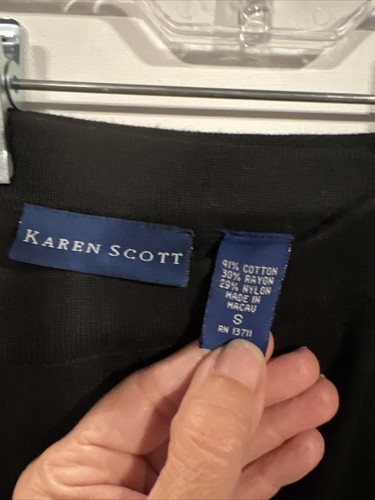 KAREN SCOTT
41% COTTON
30% RAYON
29% NYLON
MADE IN
MACAU
S
RN 13711